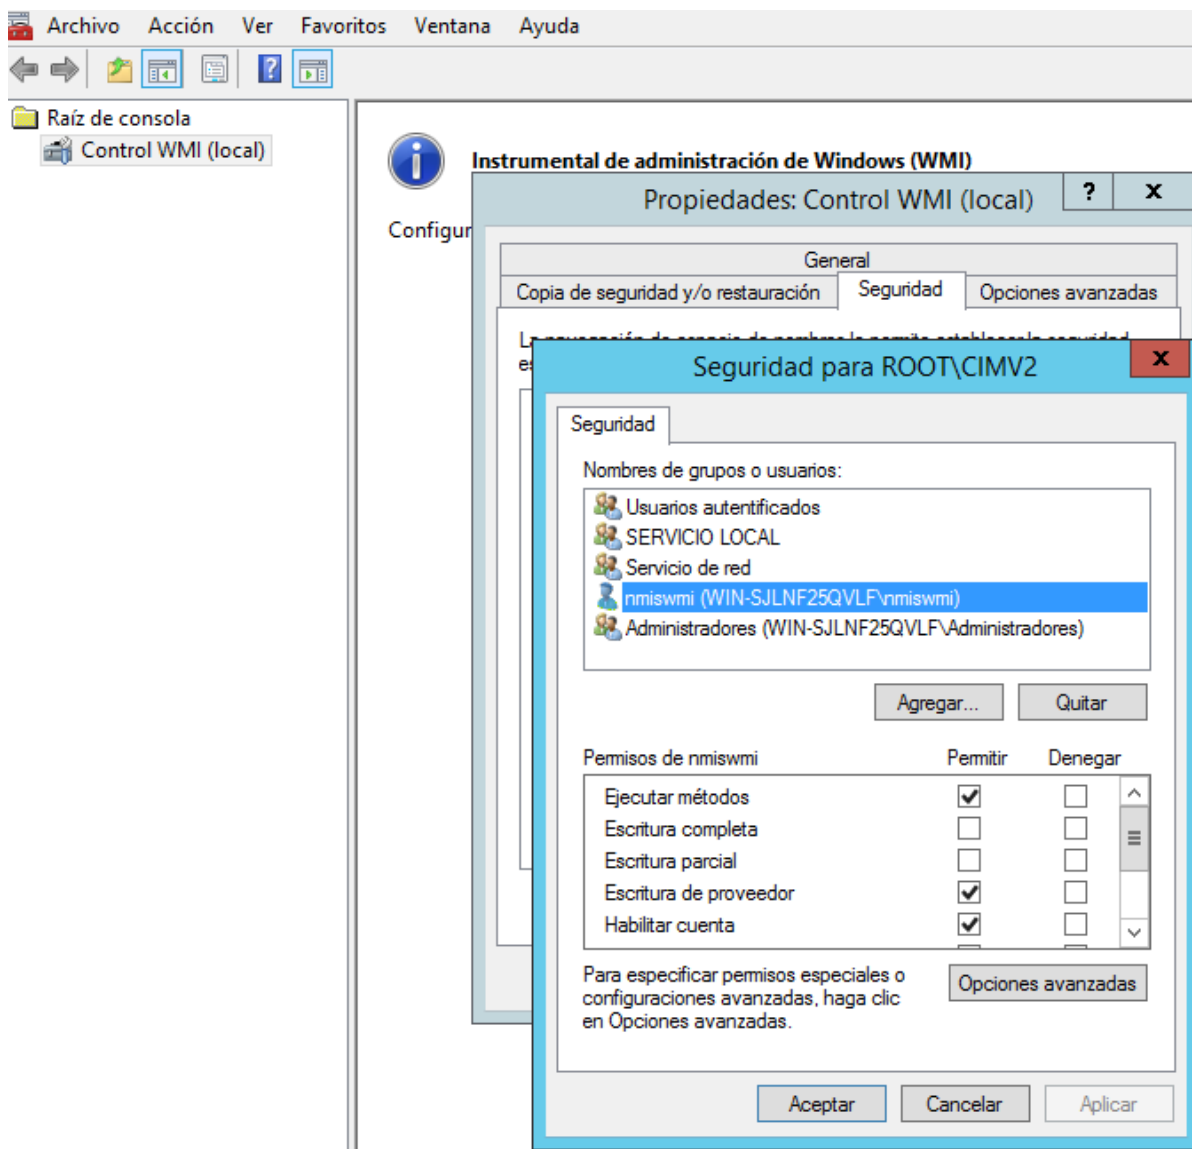 Archivo Acción Ver Favoritos Ventana Ayuda
?
Raíz de consola
Control WMI (local)
Instrumental de administración de Windows (WMI)
Configur
Propiedades: Control WMI (local) ? x
General
Copia de seguridad y/o restauración Seguridad Opciones avanzadas
Seguridad para ROOT\CIMV2 x
Seguridad
Nombres de grupos o usuarios:
Usuarios autentificados
SERVICIO LOCAL
Servicio de red
nmiswmi (WIN-SJLNF25QVLF\nmiswmi)
Administradores (WIN-SJLNF25QVLF\Administradores)
Agregar... Quitar
Permisos de nmiswmi Permitir Denegar
Ejecutar métodos
Escritura completa
Escritura parcial
Escritura de proveedor
Habilitar cuenta
Para especificar permisos especiales o
configuraciones avanzadas, haga clic
en Opciones avanzadas.
Opciones avanzadas
Aceptar Cancelar Aplicar